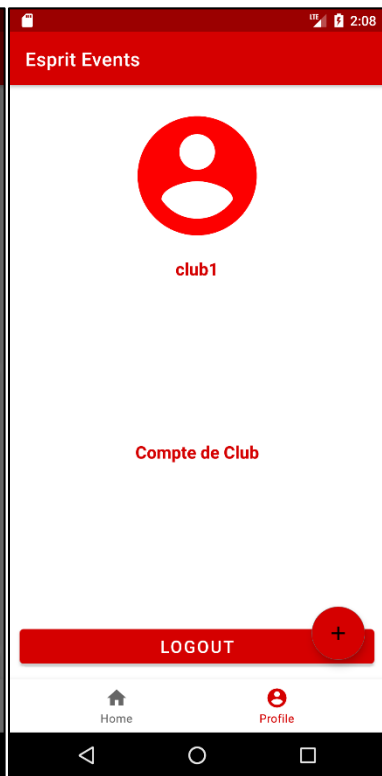 LTE 2:08
Esprit Events
club1
Compte de Club
+
LOGOUT
Home Profile